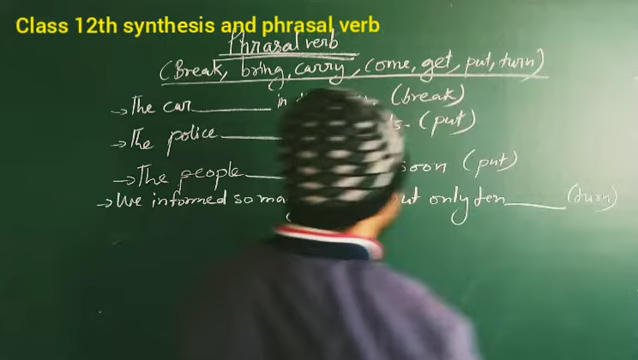 Class 12th synthesis and phrasal verb
Phrasal verb
(Break, bring, carry, come, get, put, turn)
→ The car ______ in (break)
→ The police ______ (put)
→ The people ______ soon (put)
→ We informed so but only ten ______ (turn)